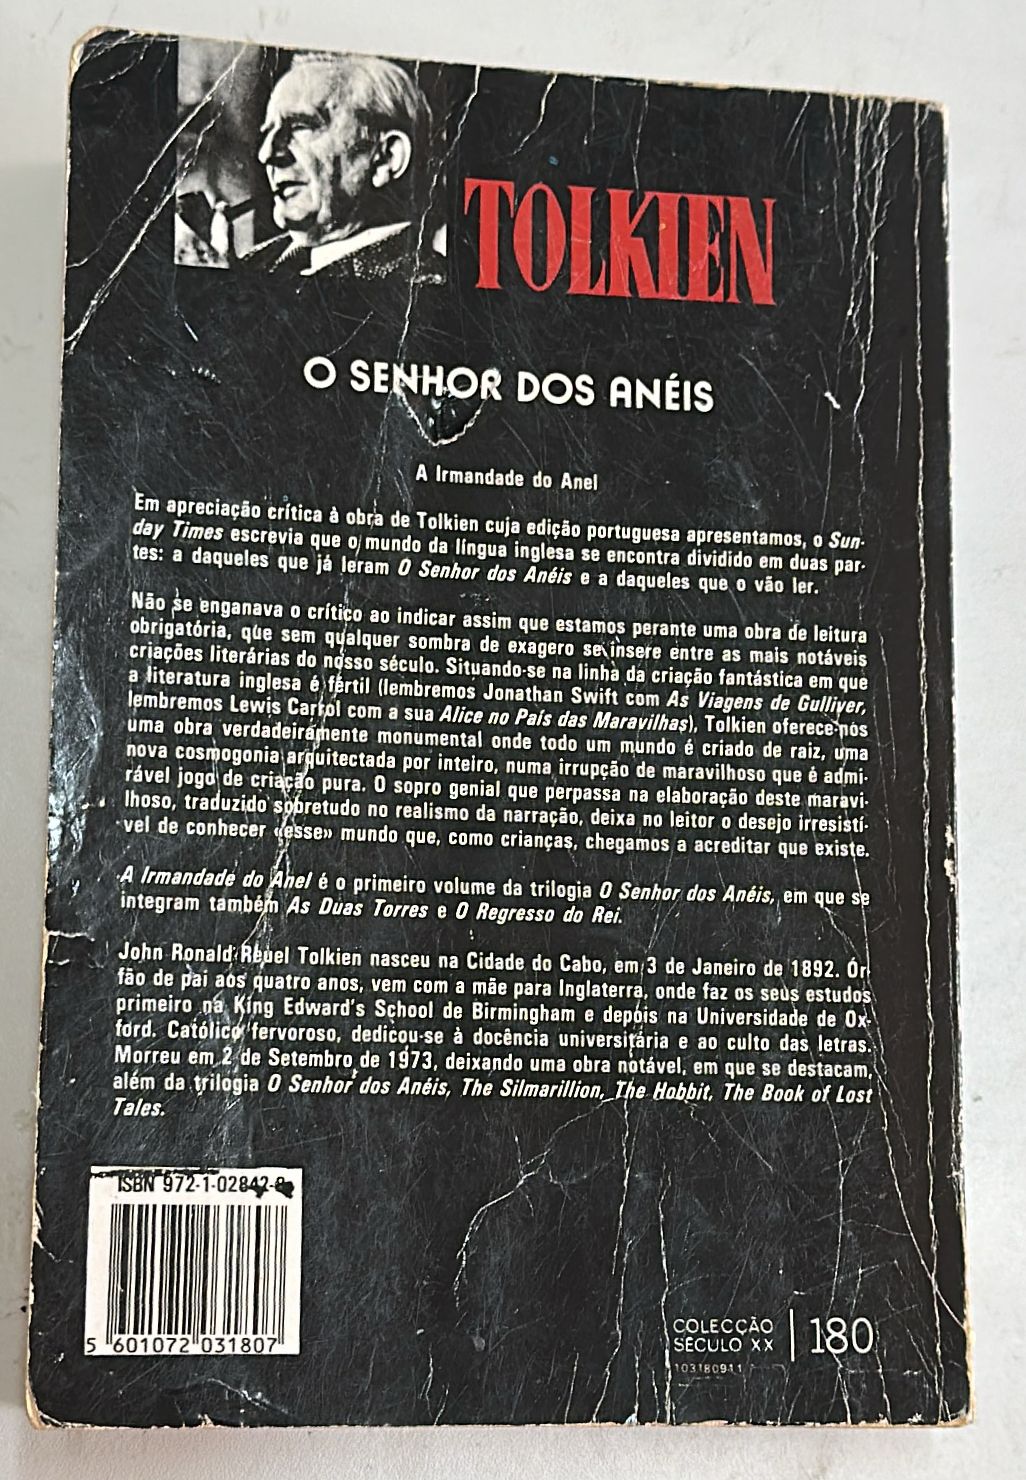 TOLKIEN
O SENHOR DOS ANÉIS
A Irmandade do Anel
Em apreciação crítica à obra de Tolkien cuja edição portuguesa apresentamos, o Sun-
day Times escrevia que o mundo da língua inglesa se encontra dividido em duas par-
tes: a daqueles que já leram O Senhor dos Anéis e a daqueles que o vão ler.
Não se enganava o crítico ao indicar assim que estamos perante uma obra de leitura
obrigatória, que sem qualquer sombra de exagero se insere entre as mais notáveis
criações literárias do nosso século. Situando-se na linha da criação fantástica em que
a literatura inglesa é fértil (lembremos Jonathan Swift com As Viagens de Gulliver,
lembremos Lewis Carrol com a sua Alice no País das Maravilhas), Tolkien oferece-nos
uma obra verdadeiramente monumental onde todo um mundo é criado de raiz, uma
nova cosmogonia arquitectada por inteiro, numa irrupção de maravilhoso que é admi-
rável jogo de criação pura. O sopro genial que perpassa na elaboração deste maravi-
lhoso, traduzido sobretudo no realismo da narração, deixa no leitor o desejo irresistí-
vel de conhecer «esse» mundo que, como crianças, chegamos a acreditar que existe.
A Irmandade do Anel é o primeiro volume da trilogia O Senhor dos Anéis, em que se
integram também As Duas Torres e O Regresso do Rei.
John Ronald Reuel Tolkien nasceu na Cidade do Cabo, em 3 de Janeiro de 1892. Ór-
fão de pai aos quatro anos, vem com a mãe para Inglaterra, onde faz os seus estudos
primeiro na King Edward's School de Birmingham e depois na Universidade de Ox-
ford. Católico fervoroso, dedicou-se à docência universitária e ao culto das letras.
Morreu em 2 de Setembro de 1973, deixando uma obra notável, em que se destacam,
além da trilogia O Senhor dos Anéis, The Silmarillion, The Hobbit, The Book of Lost
Tales.
ISBN 972-1-02842-8
5 601072 031807
COLECÇÃO
SÉCULO XX
180
103180911